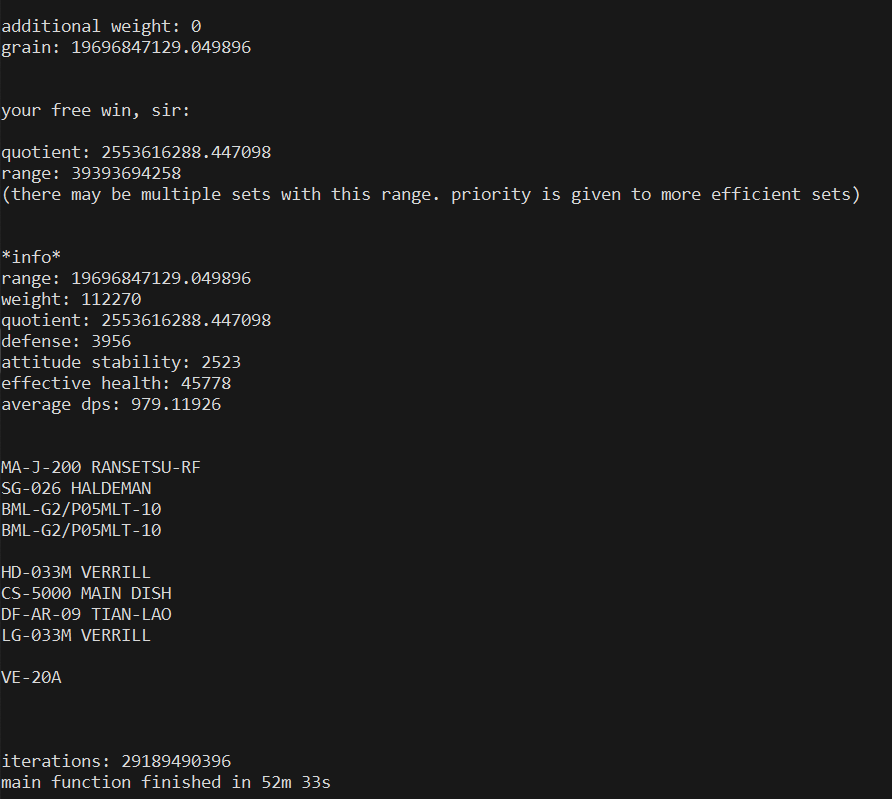 additional weight: 0
grain: 19696847129.049896
your free win, sir:
quotient: 2553616288.447098
range: 39393694258
(there may be multiple sets with this range. priority is given to more efficient sets)
*info*
range: 19696847129.049896
weight: 112270
quotient: 2553616288.447098
defense: 3956
attitude stability: 2523
effective health: 45778
average dps: 979.11926
MA-J-200 RANSETSU-RF
SG-026 HALDEMAN
BML-G2/P05MLT-10
BML-G2/P05MLT-10
HD-033M VERRILL
CS-5000 MAIN DISH
DF-AR-09 TIAN-LAO
LG-033M VERRILL
VE-20A
iterations: 29189490396
main function finished in 52m 33s